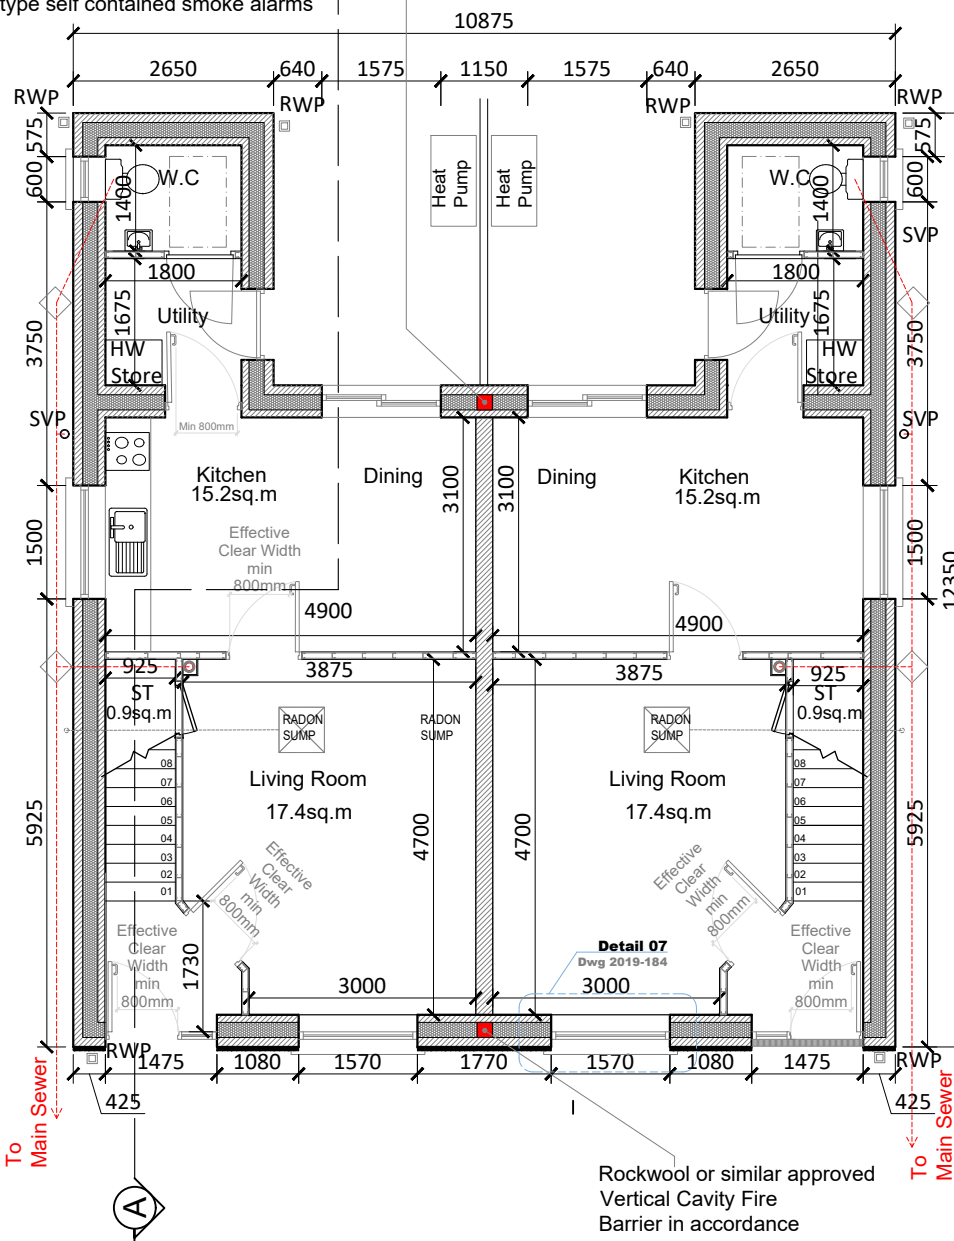 type self contained smoke alarms
10875
2650 640 1575 1150 1575 640 2650
RWP RWP RWP RWP
575 575
600 600
W.C W.C
1400 1400
Heat Pump
Heat Pump
SVP
1800 1800
1675 1675
Utility Utility
3750 3750
HW Store
HW Store
SVP SVP
Min 800mm
Kitchen
15.2sq.m
Dining
3100 3100
Dining
Kitchen
15.2sq.m
Effective
Clear Width
min
800mm
1500 1500
12350
4900 4900
925 3875 3875 925
ST
0.9sq.m
ST
0.9sq.m
RADON
SUMP
RADON
SUMP
RADON
SUMP
Living Room
17.4sq.m
Living Room
17.4sq.m
08
07
06
05
04
03
02
01
08
07
06
05
04
03
02
01
5925 5925
4700 4700
Effective
Clear
Width
min
800mm
Effective
Clear
Width
min
800mm
Effective
Clear
Width
min
800mm
Effective
Clear
Width
min
800mm
1730
Detail 07
Dwg 2019-184
3000 3000
RWP RWP
1475 1080 1570 1770 1570 1080 1475
425 425
To
Main Sewer
To
Main Sewer
A
Rockwool or similar approved
Vertical Cavity Fire
Barrier in accordance